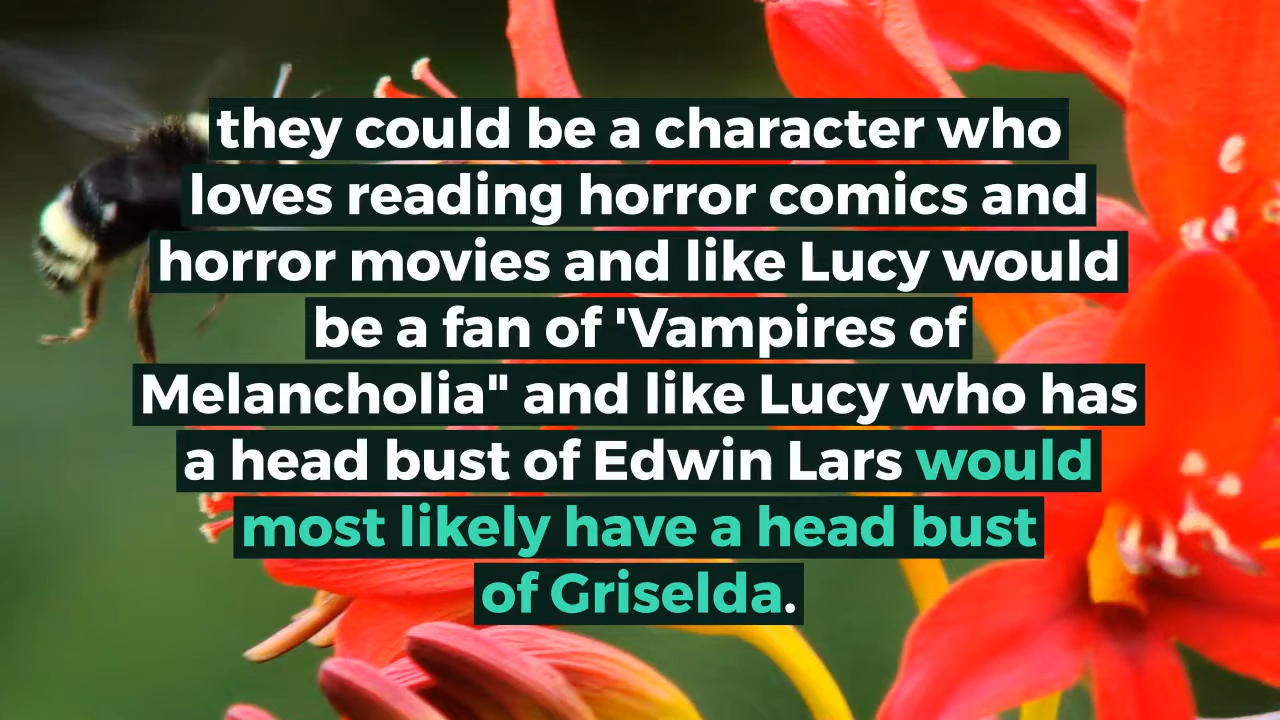 they could be a character who
loves reading horror comics and
horror movies and like Lucy would
be a fan of 'Vampires of
Melancholia" and like Lucy who has
a head bust of Edwin Lars would
most likely have a head bust
of Griselda.